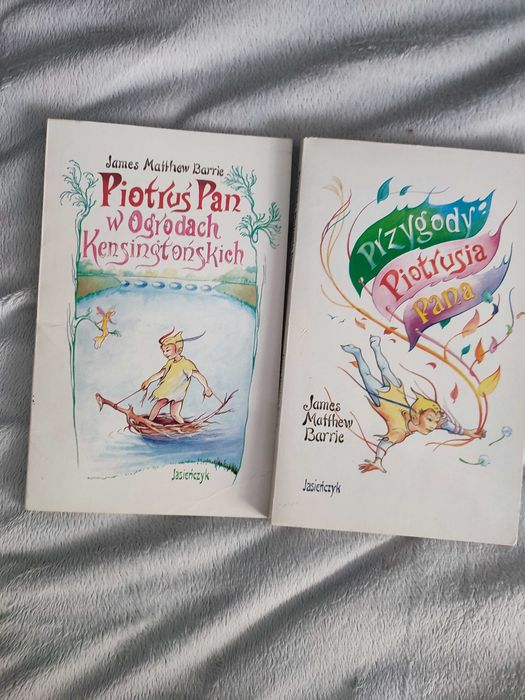 James Matthew Barrie
Piotruś Pan
w Ogrodach
Kensingtońskich
Jasieńczyk
Przygody
Piotrusia
Pana
James
Matthew
Barrie
Jasieńczyk